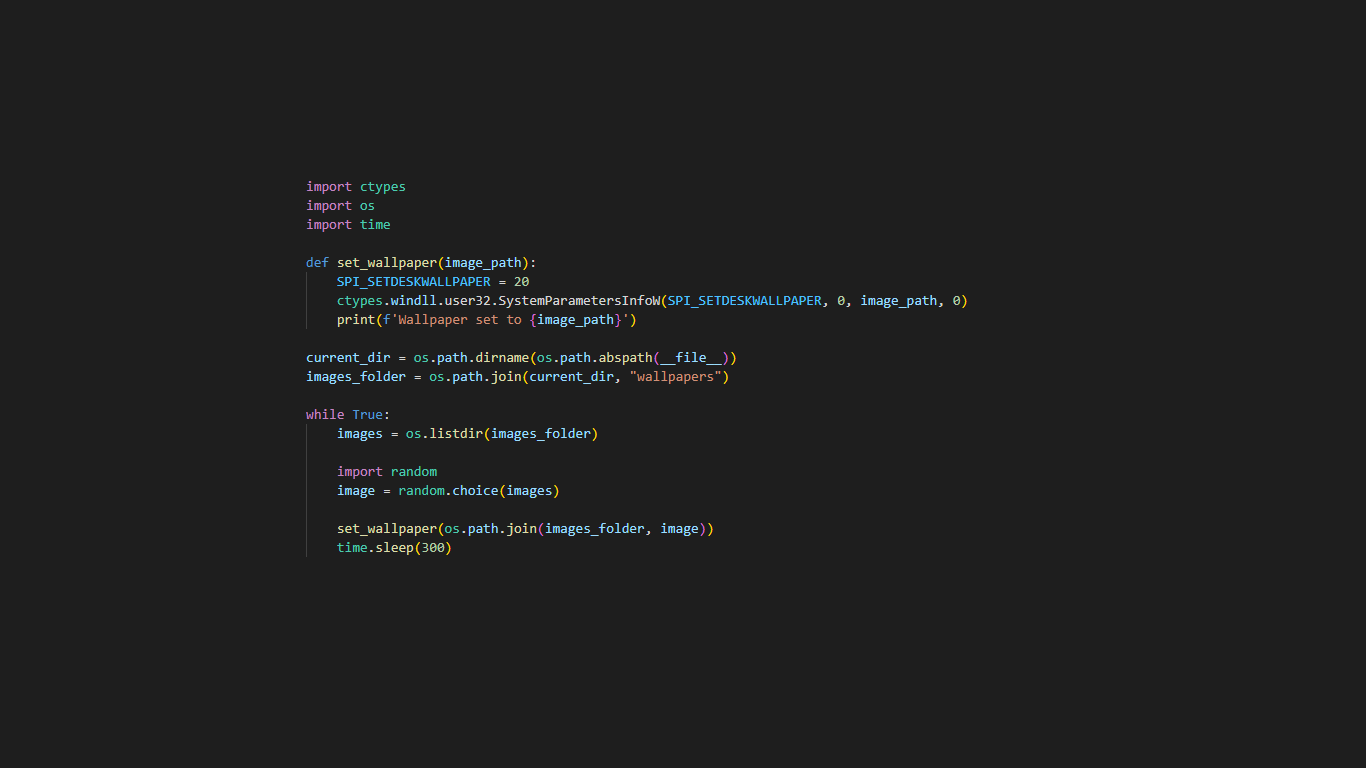 import ctypes
import os
import time
def set_wallpaper(image_path):
    SPI_SETDESKWALLPAPER = 20
    ctypes.windll.user32.SystemParametersInfoW(SPI_SETDESKWALLPAPER, 0, image_path, 0)
    print(f'Wallpaper set to {image_path}')
current_dir = os.path.dirname(os.path.abspath(__file__))
images_folder = os.path.join(current_dir, "wallpapers")
while True:
    images = os.listdir(images_folder)
    import random
    image = random.choice(images)
    set_wallpaper(os.path.join(images_folder, image))
    time.sleep(300)